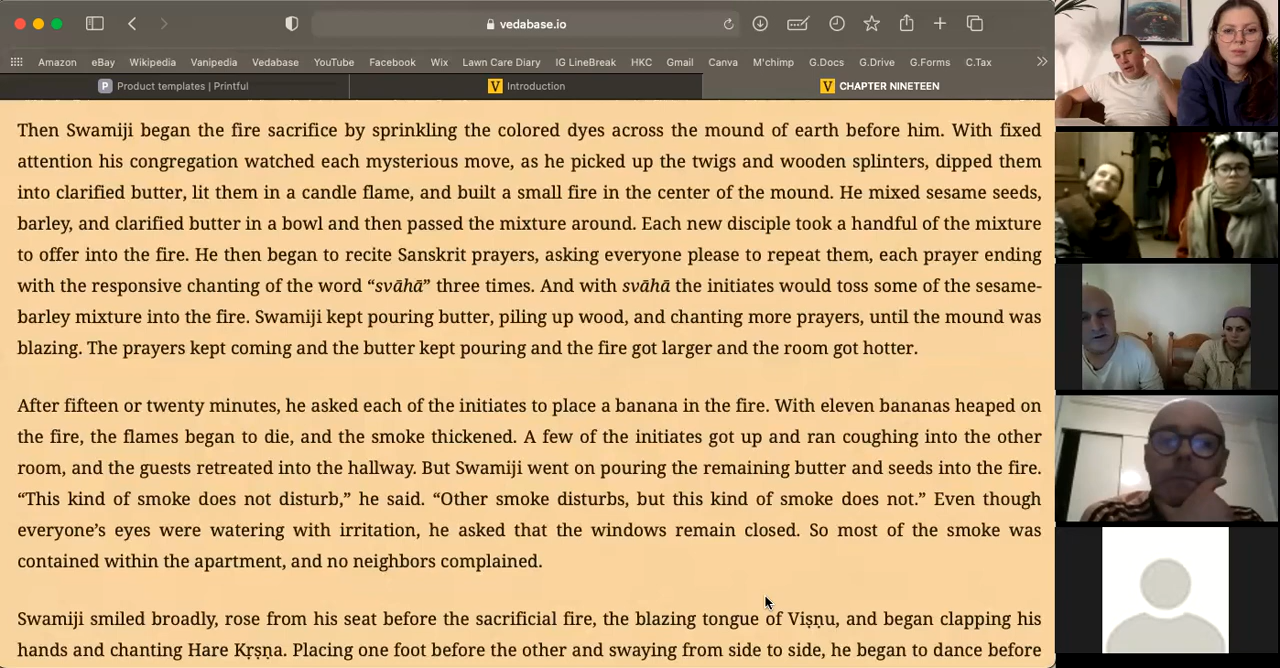 vedabase.io
Amazon eBay Wikipedia Vanipedia Vedabase YouTube Facebook Wix Lawn Care Diary IG LineBreak HKC Gmail Canva M'chimp G.Docs G.Drive G.Forms C.Tax
Product templates | Printful Introduction CHAPTER NINETEEN
Then Swamiji began the fire sacrifice by sprinkling the colored dyes across the mound of earth before him. With fixed
attention his congregation watched each mysterious move, as he picked up the twigs and wooden splinters, dipped them
into clarified butter, lit them in a candle flame, and built a small fire in the center of the mound. He mixed sesame seeds,
barley, and clarified butter in a bowl and then passed the mixture around. Each new disciple took a handful of the mixture
to offer into the fire. He then began to recite Sanskrit prayers, asking everyone please to repeat them, each prayer ending
with the responsive chanting of the word “svāhā” three times. And with svāhā the initiates would toss some of the sesame-
barley mixture into the fire. Swamiji kept pouring butter, piling up wood, and chanting more prayers, until the mound was
blazing. The prayers kept coming and the butter kept pouring and the fire got larger and the room got hotter.
After fifteen or twenty minutes, he asked each of the initiates to place a banana in the fire. With eleven bananas heaped on
the fire, the flames began to die, and the smoke thickened. A few of the initiates got up and ran coughing into the other
room, and the guests retreated into the hallway. But Swamiji went on pouring the remaining butter and seeds into the fire.
“This kind of smoke does not disturb,” he said. “Other smoke disturbs, but this kind of smoke does not.” Even though
everyone’s eyes were watering with irritation, he asked that the windows remain closed. So most of the smoke was
contained within the apartment, and no neighbors complained.
Swamiji smiled broadly, rose from his seat before the sacrificial fire, the blazing tongue of Viṣṇu, and began clapping his
hands and chanting Hare Kṛṣṇa. Placing one foot before the other and swaying from side to side, he began to dance before